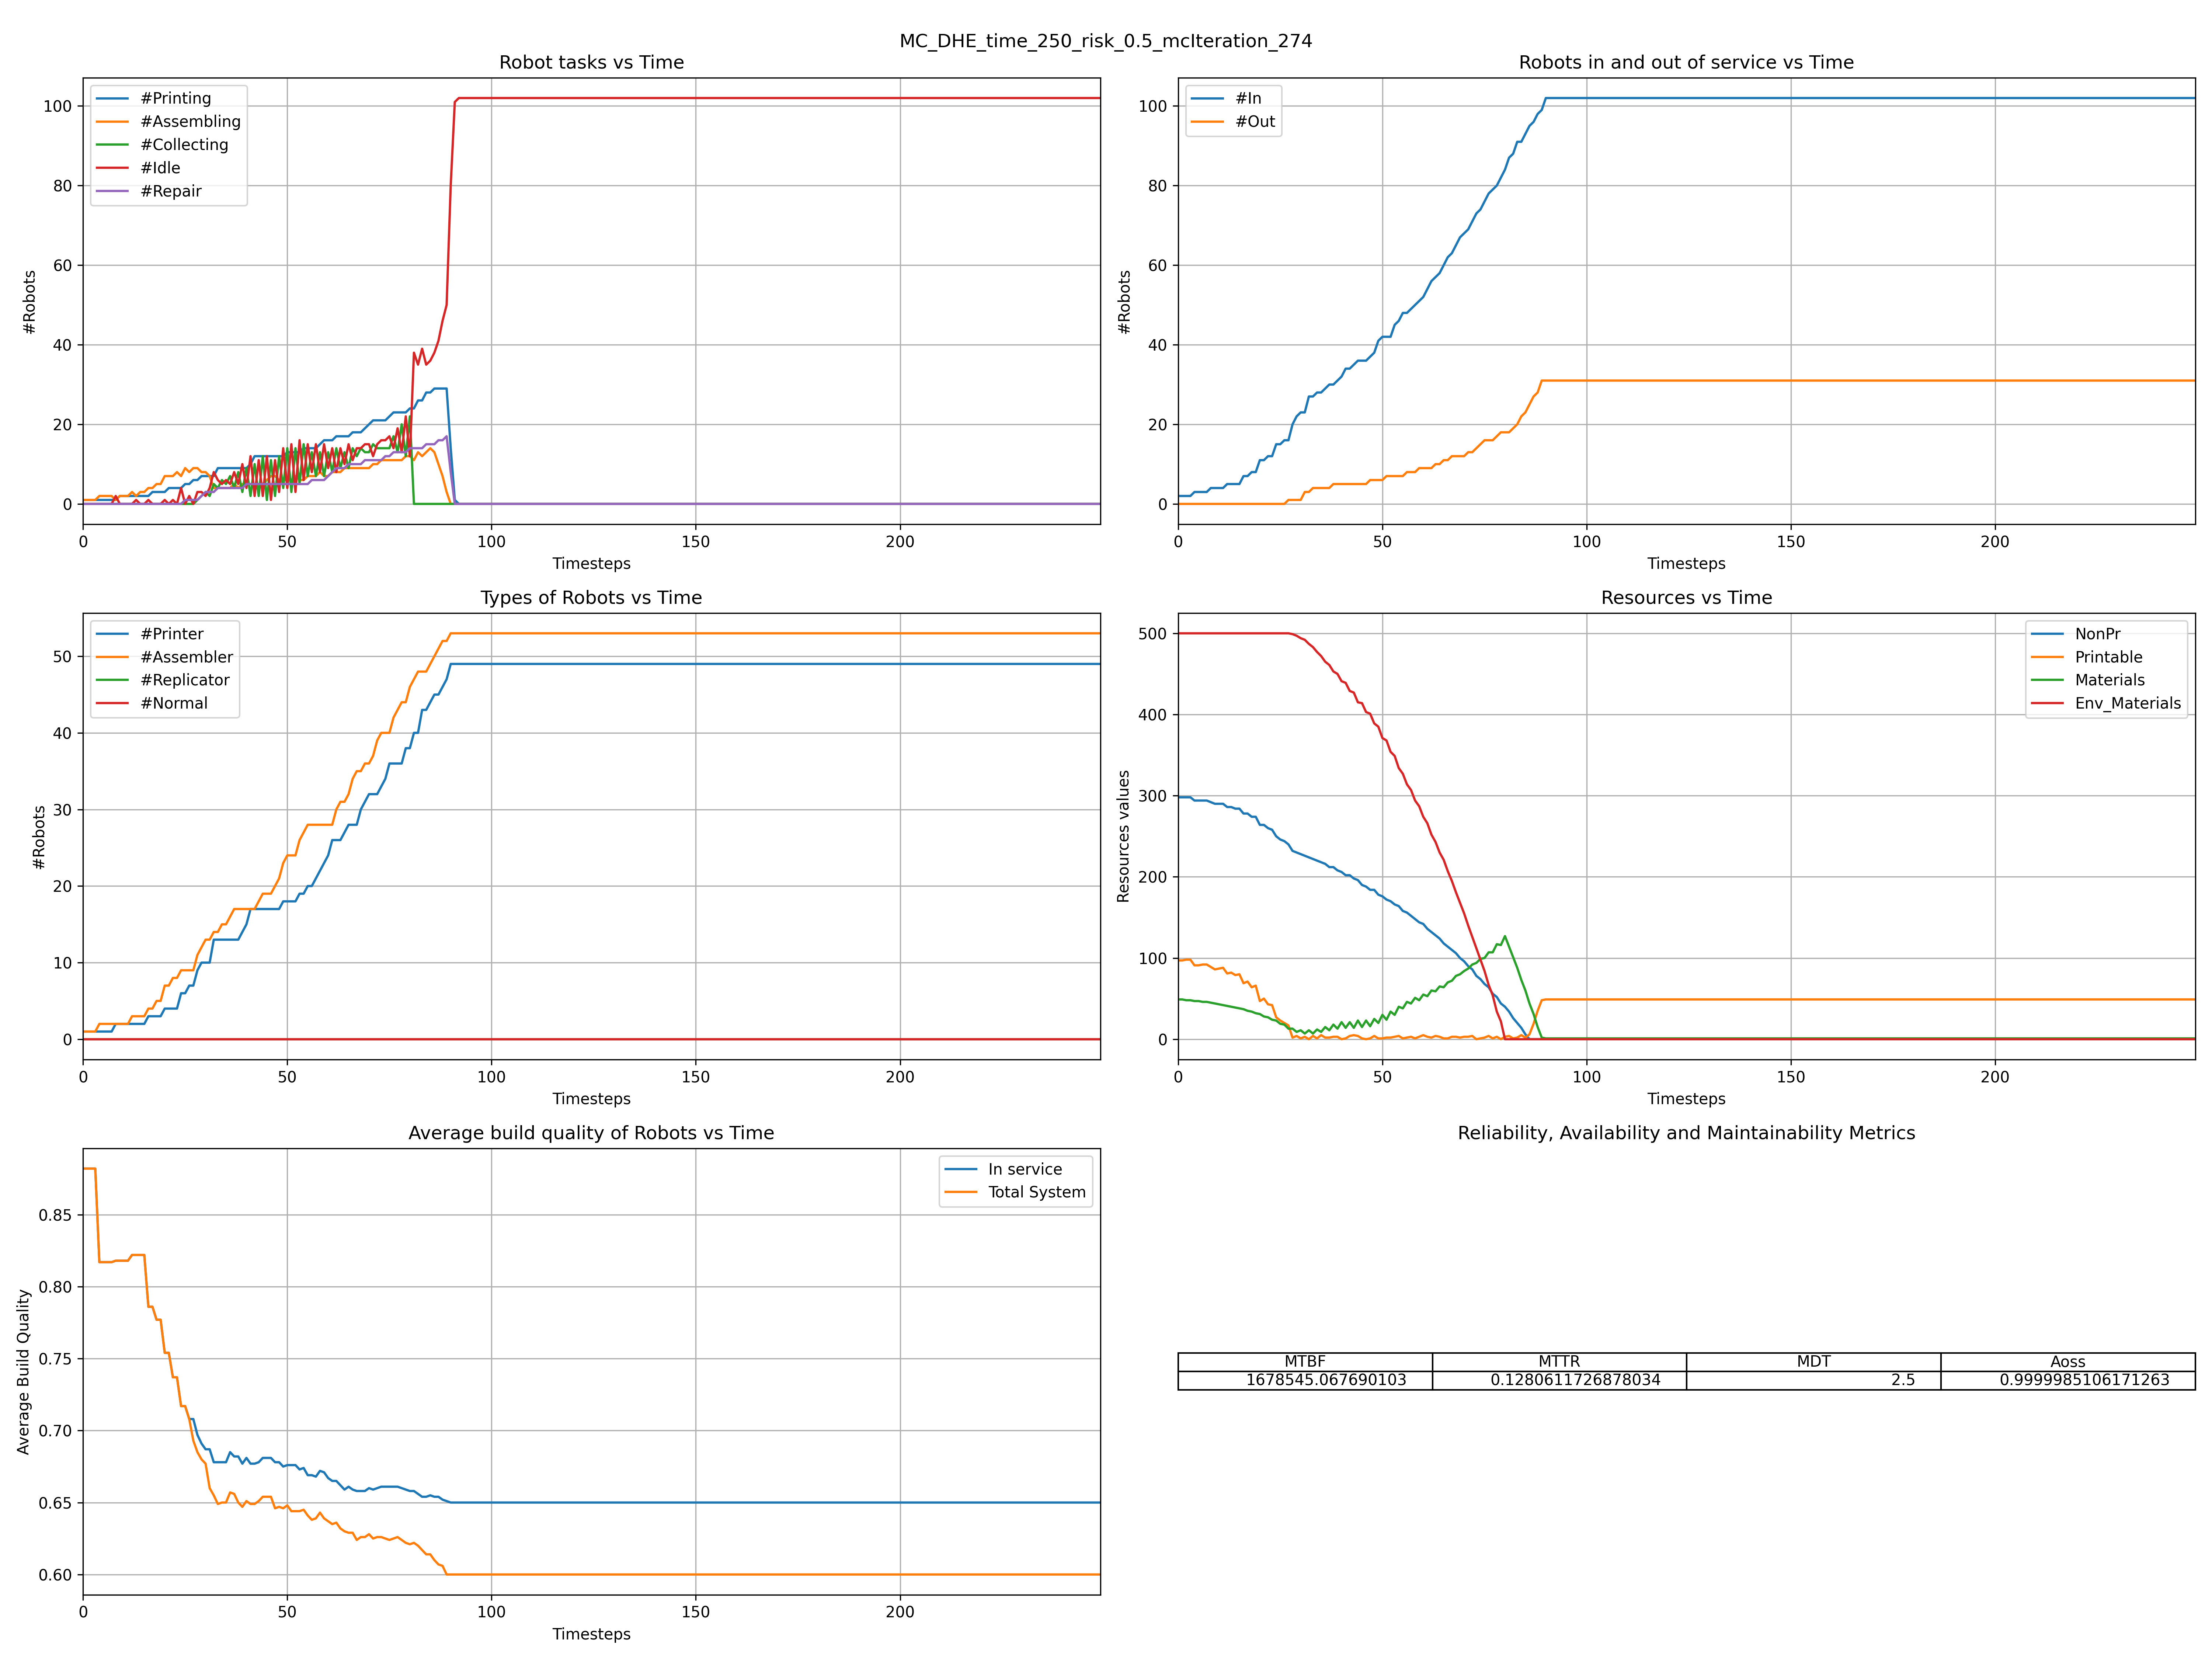 MC_DHE_time_250_risk_0.5_mcIteration_274
Robot tasks vs Time
#Printing
#Assembling
#Collecting
#Idle
#Repair
#Robots
100
80
60
40
20
0
0 50 100 150 200
Timesteps
Robots in and out of service vs Time
#In
#Out
#Robots
100
80
60
40
20
0
0 50 100 150 200
Timesteps
Types of Robots vs Time
#Printer
#Assembler
#Replicator
#Normal
#Robots
50
40
30
20
10
0
0 50 100 150 200
Timesteps
Resources vs Time
NonPr
Printable
Materials
Env_Materials
Resources values
500
400
300
200
100
0
0 50 100 150 200
Timesteps
Average build quality of Robots vs Time
In service
Total System
Average Build Quality
0.85
0.80
0.75
0.70
0.65
0.60
0 50 100 150 200
Timesteps
Reliability, Availability and Maintainability Metrics
MTBF MTTR MDT Aoss
1678545.067690103 0.1280611726878034 2.5 0.9999985106171263